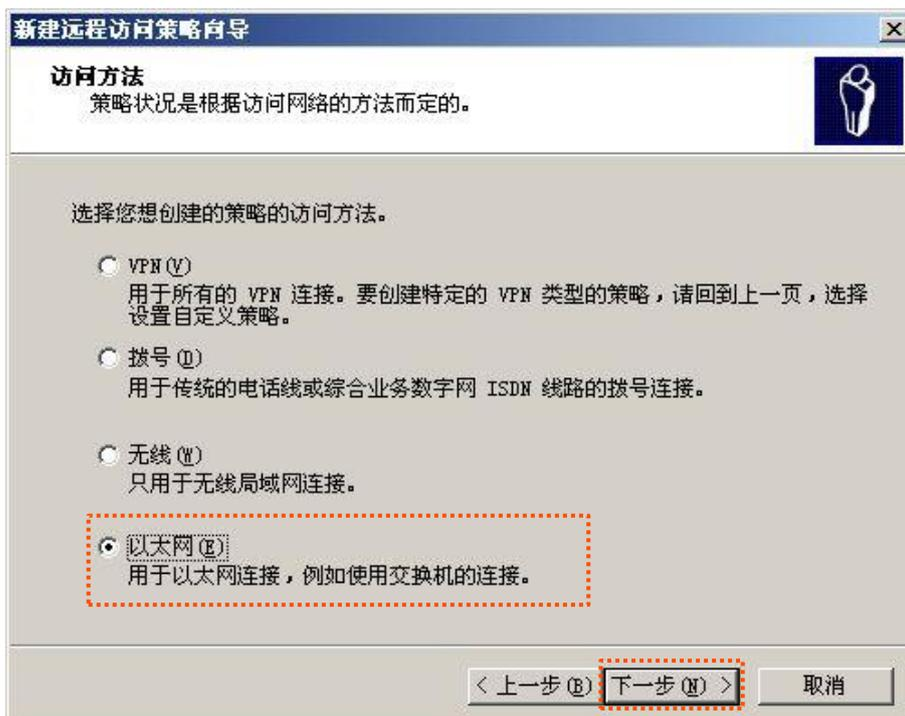 新建远程访问策略向导
访问方法
策略状况是根据访问网络的方法而定的。
选择您想创建的策略的访问方法。
VPN(V)
用于所有的 VPN 连接。要创建特定的 VPN 类型的策略，请回到上一页，选择
设置自定义策略。
拨号(D)
用于传统的电话线或综合业务数字网 ISDN 线路的拨号连接。
无线(W)
只用于无线局域网连接。
以太网(E)
用于以太网连接，例如使用交换机的连接。
< 上一步(B)
下一步(N) >
取消